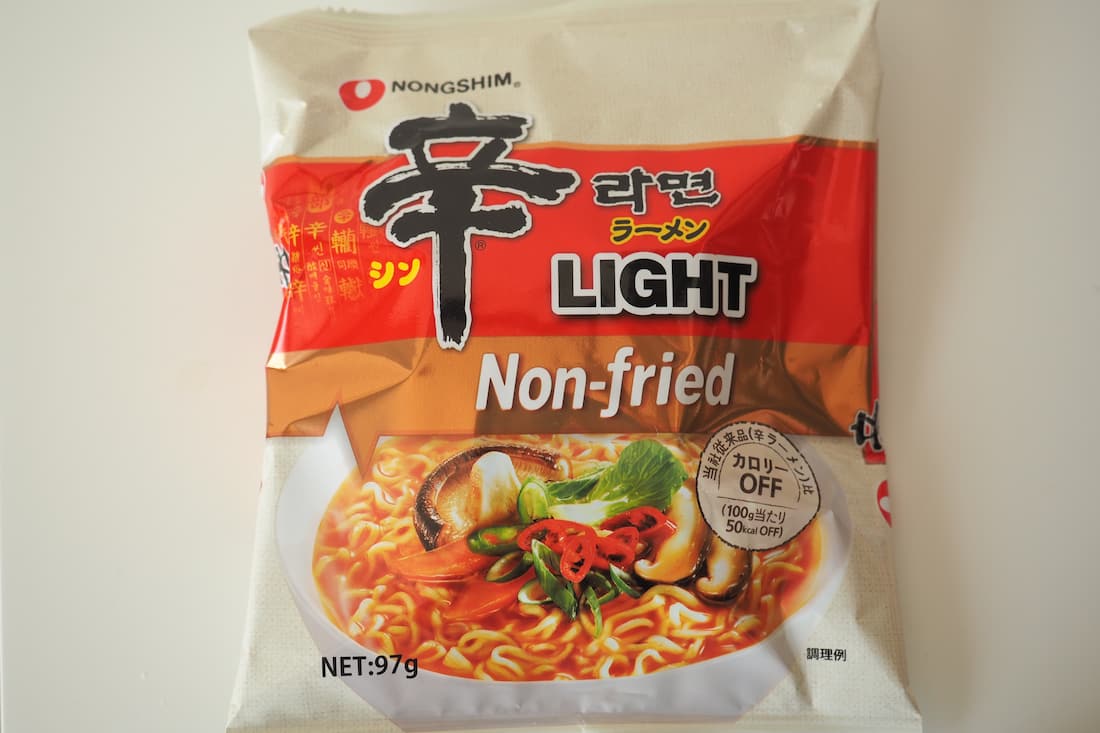 NONGSHIM®
辛®
라면
ラーメン
シン
LIGHT
Non-fried
当社従来品(辛ラーメン)比
カロリー
OFF
(100g当たり
50kcal OFF)
NET:97g
調理例